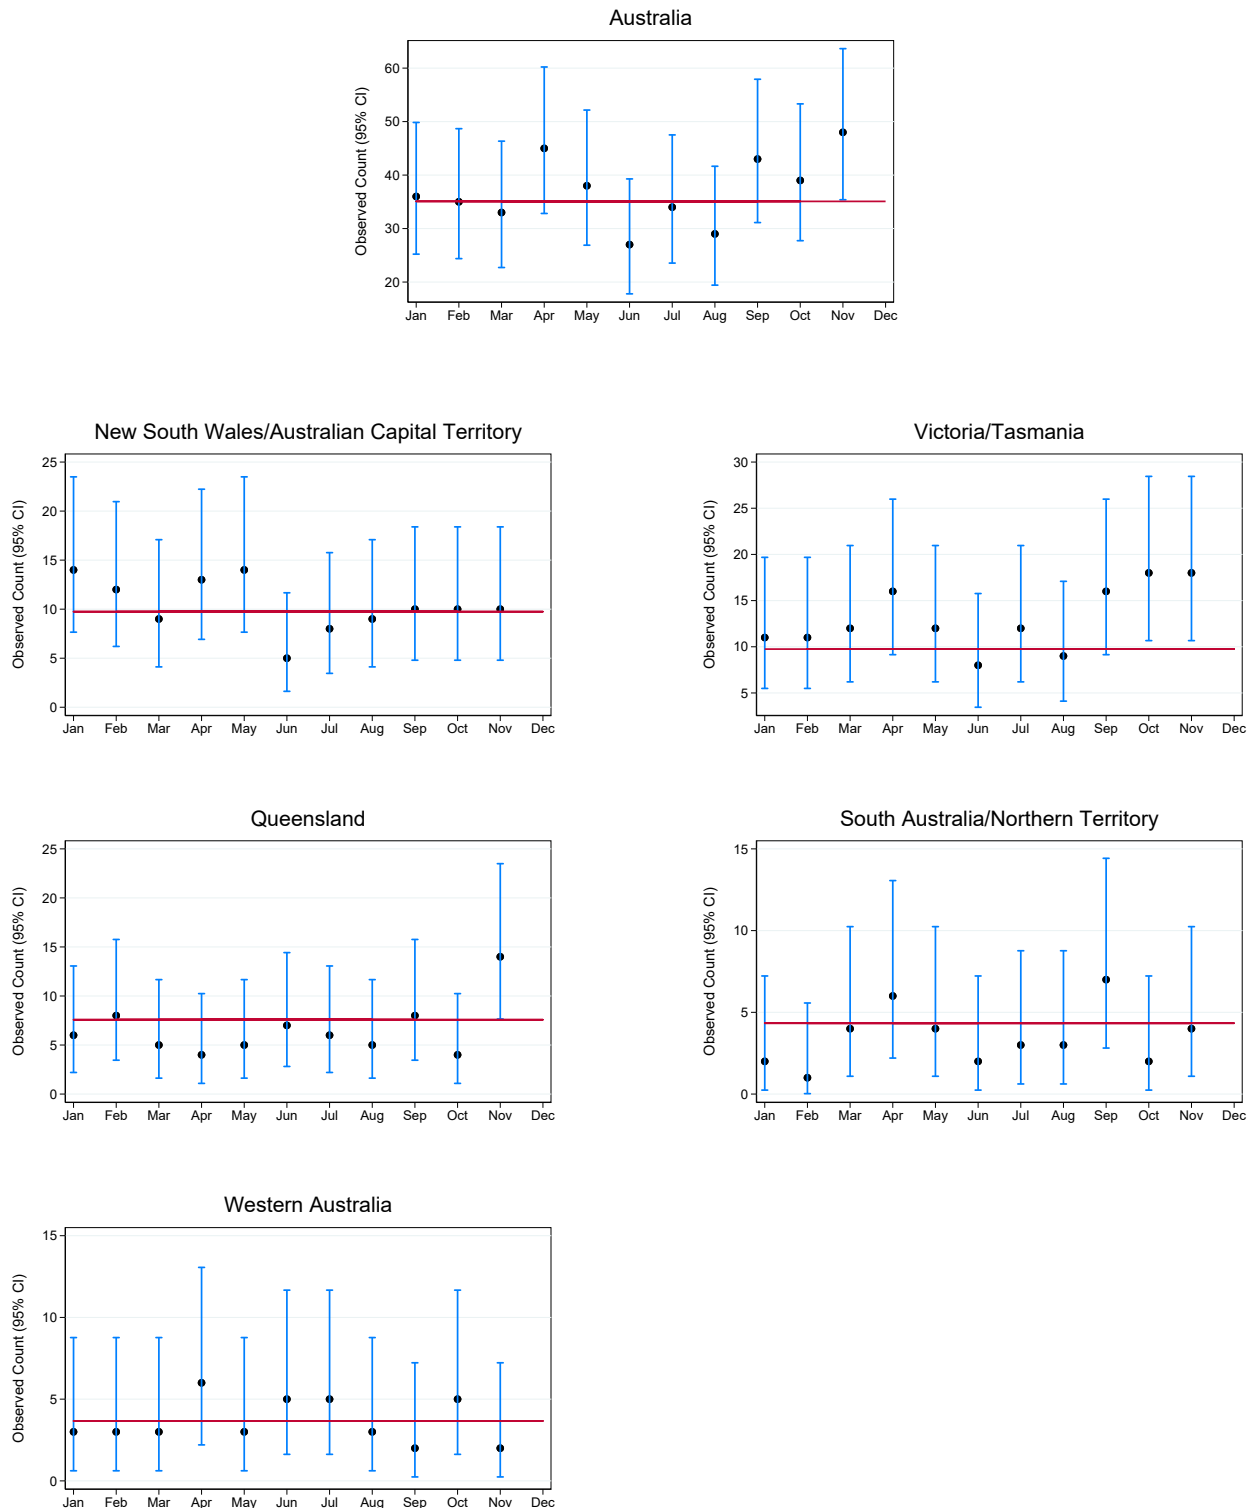 Australia
Observed Count (95% CI)
60
50
40
30
20
Jan Feb Mar Apr May Jun Jul Aug Sep Oct Nov Dec
New South Wales/Australian Capital Territory
Observed Count (95% CI)
25
20
15
10
5
0
Jan Feb Mar Apr May Jun Jul Aug Sep Oct Nov Dec
Victoria/Tasmania
Observed Count (95% CI)
30
25
20
15
10
5
Jan Feb Mar Apr May Jun Jul Aug Sep Oct Nov Dec
Queensland
Observed Count (95% CI)
25
20
15
10
5
0
Jan Feb Mar Apr May Jun Jul Aug Sep Oct Nov Dec
South Australia/Northern Territory
Observed Count (95% CI)
15
10
5
0
Jan Feb Mar Apr May Jun Jul Aug Sep Oct Nov Dec
Western Australia
Observed Count (95% CI)
15
10
5
0
Jan Feb Mar Apr May Jun Jul Aug Sep Oct Nov Dec